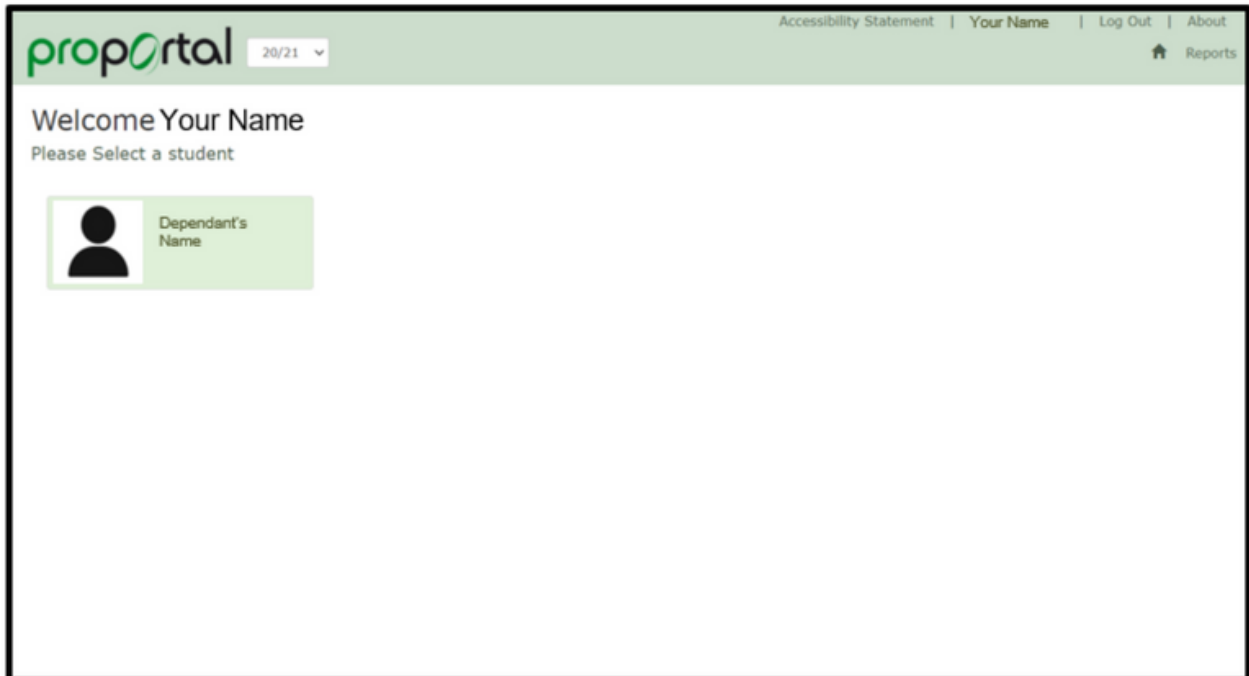 Accessibility Statement | Your Name | Log Out | About
proportal 20/21
Reports
Welcome Your Name
Please Select a student
Dependant's
Name